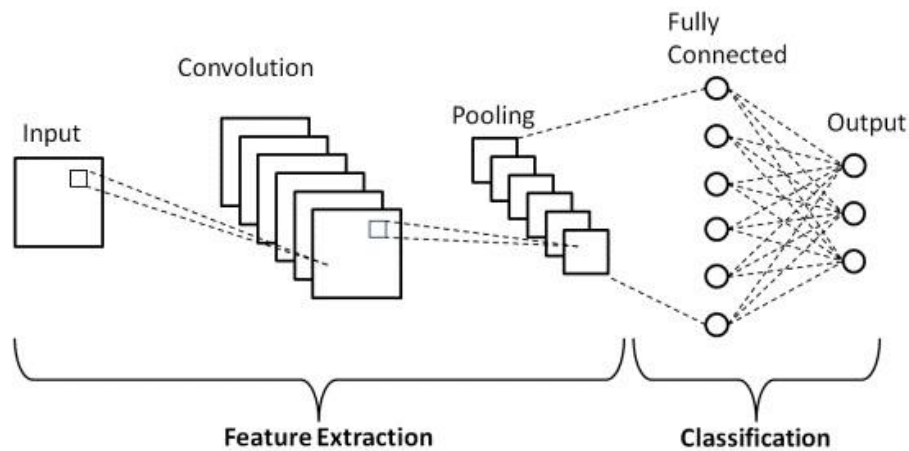 Input
Convolution
Pooling
Fully
Connected
Output
Feature Extraction
Classification